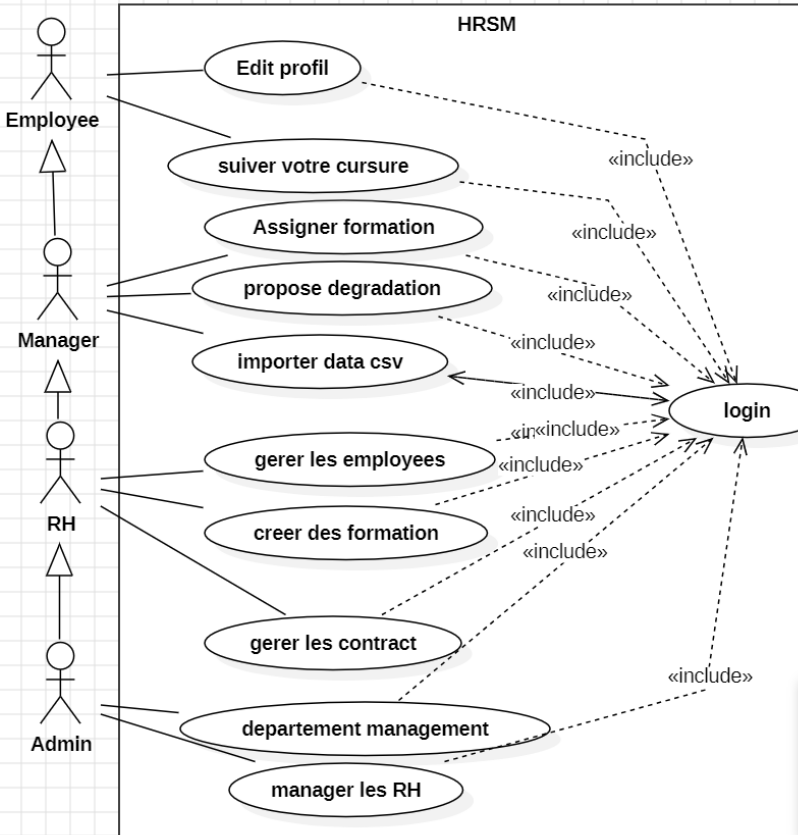 HRSM
Employee
Edit profil
«include»
suiver votre cursure
«include»
Assigner formation
«include»
Manager
propose degradation
«include»
importer data csv
«include»
login
RH
gerer les employees
«in«include»
creer des formation
«include»
gerer les contract
«include»
«include»
Admin
departement management
manager les RH
«include»